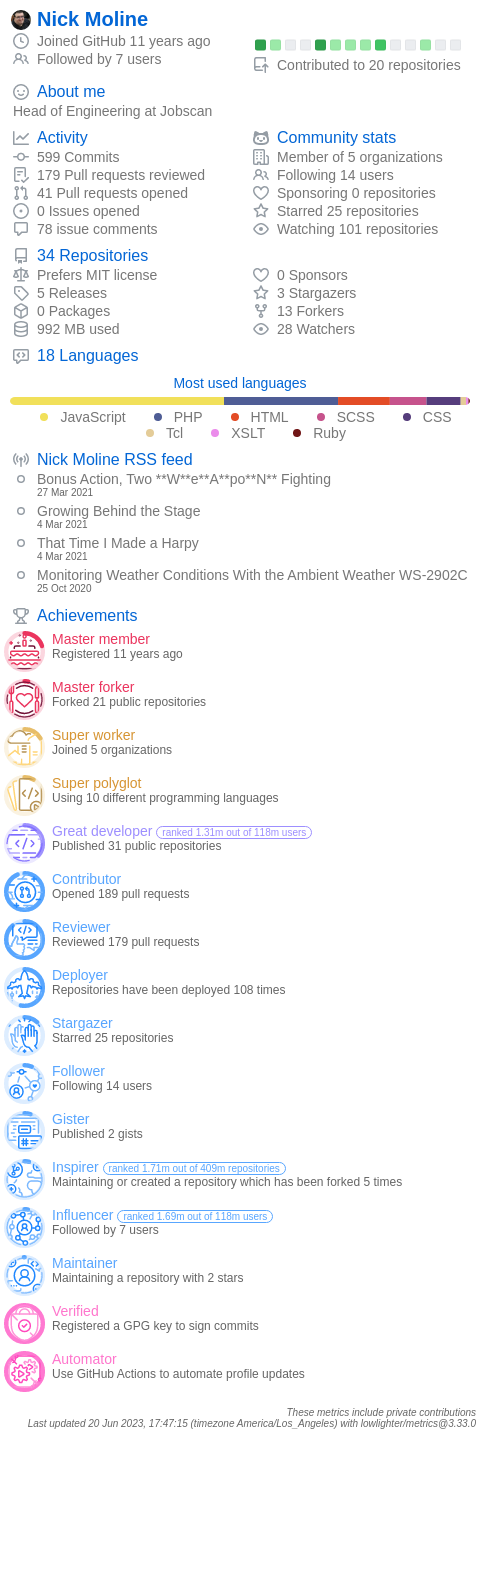 Nick Moline
Joined GitHub 11 years ago
Followed by 7 users
Contributed to 20 repositories
About me
Head of Engineering at Jobscan
Activity
599 Commits
179 Pull requests reviewed
41 Pull requests opened
0 Issues opened
78 issue comments
Community stats
Member of 5 organizations
Following 14 users
Sponsoring 0 repositories
Starred 25 repositories
Watching 101 repositories
34 Repositories
Prefers MIT license
5 Releases
0 Packages
992 MB used
0 Sponsors
3 Stargazers
13 Forkers
28 Watchers
18 Languages
Most used languages
JavaScript PHP HTML SCSS CSS
Tcl XSLT Ruby
Nick Moline RSS feed
Bonus Action, Two **W**e**A**po**N** Fighting
27 Mar 2021
Growing Behind the Stage
4 Mar 2021
That Time I Made a Harpy
4 Mar 2021
Monitoring Weather Conditions With the Ambient Weather WS-2902C
25 Oct 2020
Achievements
Master member
Registered 11 years ago
Master forker
Forked 21 public repositories
Super worker
Joined 5 organizations
Super polyglot
Using 10 different programming languages
Great developer ranked 1.31m out of 118m users
Published 31 public repositories
Contributor
Opened 189 pull requests
Reviewer
Reviewed 179 pull requests
Deployer
Repositories have been deployed 108 times
Stargazer
Starred 25 repositories
Follower
Following 14 users
Gister
Published 2 gists
Inspirer ranked 1.71m out of 409m repositories
Maintaining or created a repository which has been forked 5 times
Influencer ranked 1.69m out of 118m users
Followed by 7 users
Maintainer
Maintaining a repository with 2 stars
Verified
Registered a GPG key to sign commits
Automator
Use GitHub Actions to automate profile updates
These metrics include private contributions
Last updated 20 Jun 2023, 17:47:15 (timezone America/Los_Angeles) with lowlighter/metrics@3.33.0